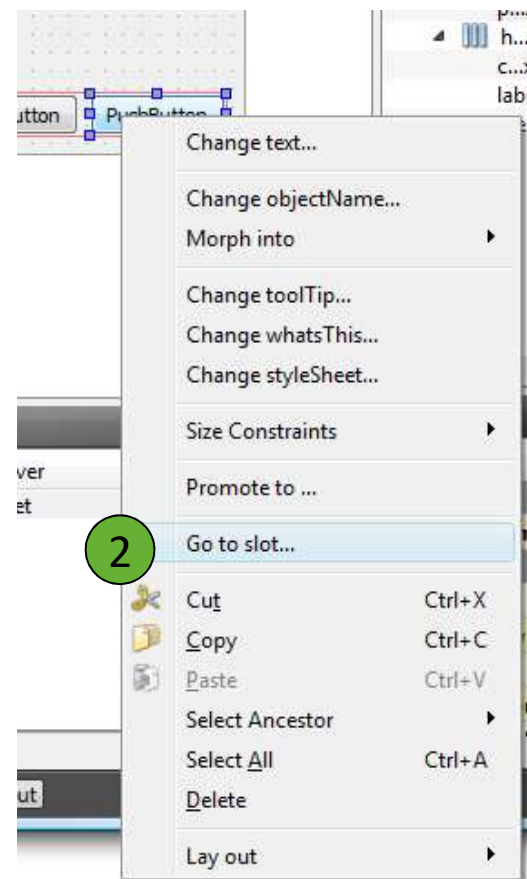 h...
c...
lab
utton
PushButton
Change text...
Change objectName...
Morph into
Change toolTip...
Change whatsThis...
Change styleSheet...
Size Constraints
ver
Promote to ...
et
2
Go to slot...
Cut Ctrl+X
Copy Ctrl+C
Paste Ctrl+V
Select Ancestor
Select All Ctrl+A
ut
Delete
Lay out